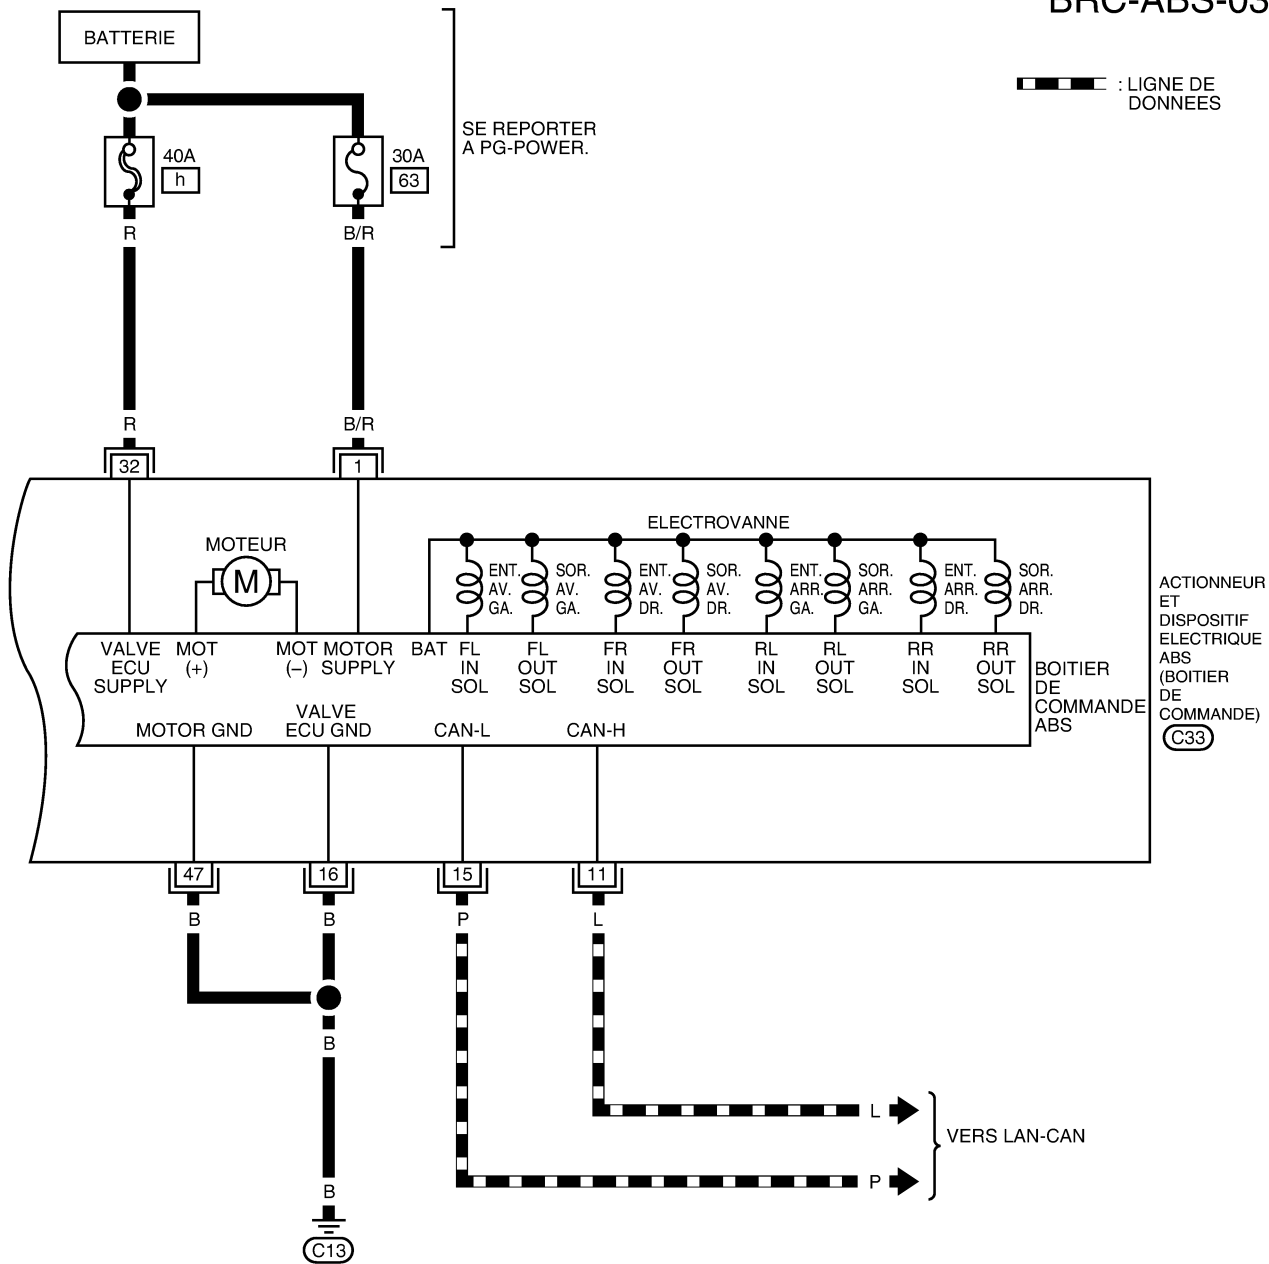 BRC-ABS-03
BATTERIE
: LIGNE DE
DONNEES
SE REPORTER
A PG-POWER.
40A
h
30A
63
R
B/R
R
B/R
32
1
ELECTROVANNE
MOTEUR
M
ENT.
AV.
GA.
SOR.
AV.
GA.
ENT.
AV.
DR.
SOR.
AV.
DR.
ENT.
ARR.
GA.
SOR.
ARR.
GA.
ENT.
ARR.
DR.
SOR.
ARR.
DR.
ACTIONNEUR
ET
DISPOSITIF
ELECTRIQUE
ABS
(BOITIER
DE
COMMANDE)
C33
VALVE
ECU
SUPPLY
MOT
(+)
MOT
(–)
MOTOR
SUPPLY
BAT
FL
IN
SOL
FL
OUT
SOL
FR
IN
SOL
FR
OUT
SOL
RL
IN
SOL
RL
OUT
SOL
RR
IN
SOL
RR
OUT
SOL
BOITIER
DE
COMMANDE
ABS
MOTOR GND
VALVE
ECU GND
CAN-L
CAN-H
47
16
15
11
B
B
P
L
B
L
VERS LAN-CAN
P
B
C13